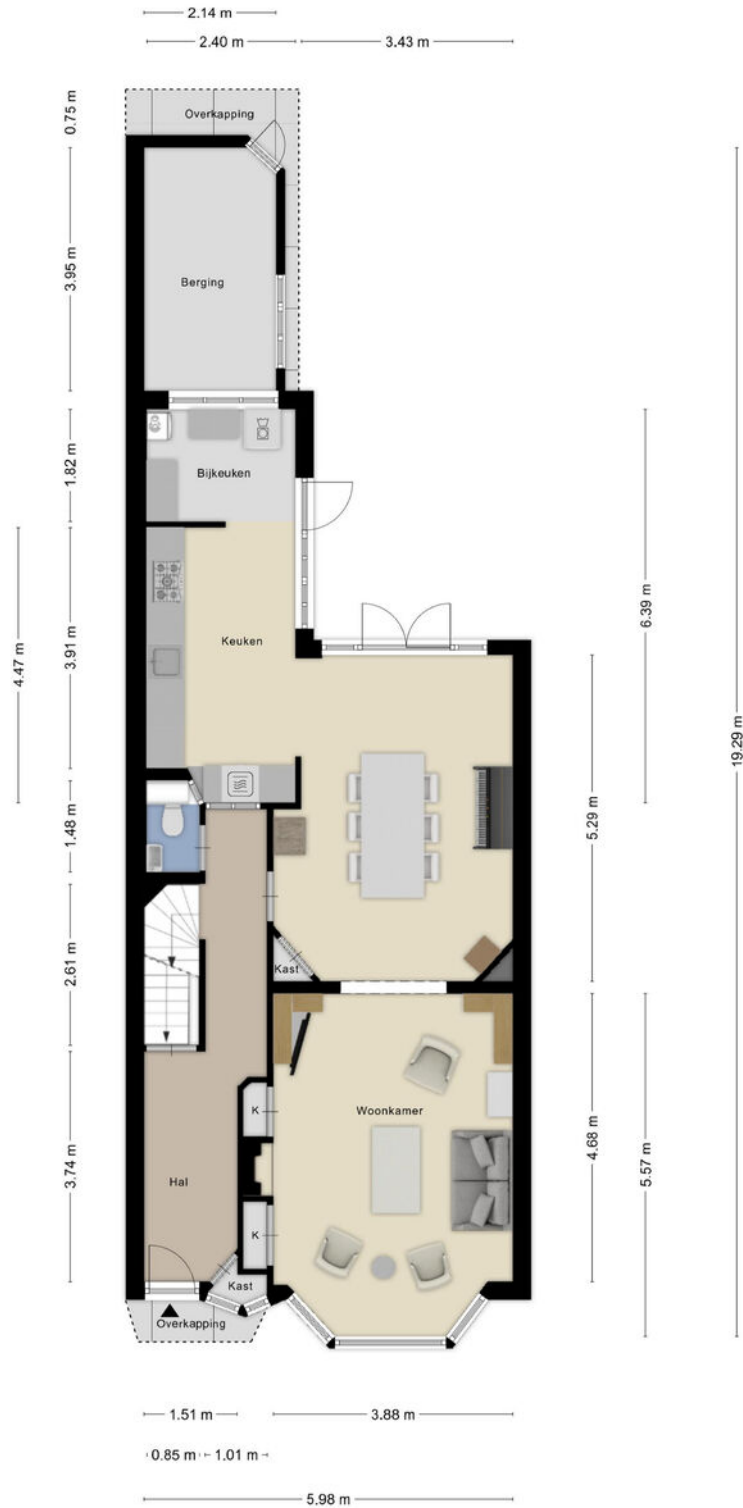 2.14 m
2.40 m
3.43 m
0.75 m
Overkapping
3.95 m
Berging
1.82 m
Bijkeuken
4.47 m
3.91 m
Keuken
6.39 m
19.29 m
1.48 m
5.29 m
2.61 m
Kast
K
Woonkamer
3.74 m
Hal
4.68 m
5.57 m
K
Kast
Overkapping
1.51 m
3.88 m
0.85 m
1.01 m
5.98 m